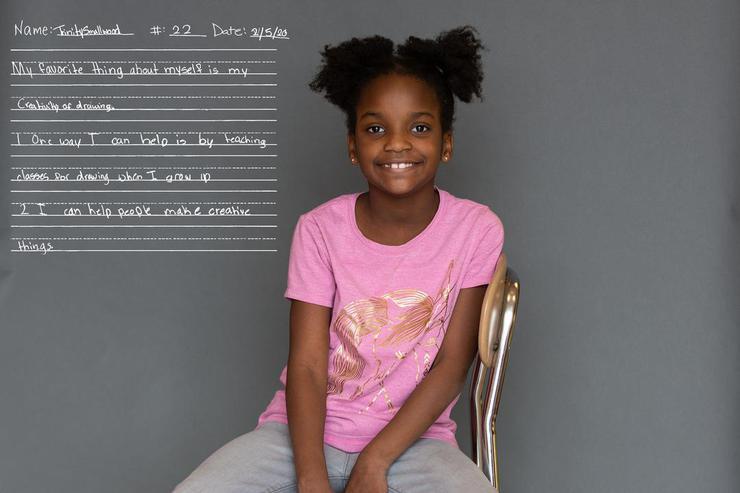 Name: Trinity Smallwood #: 22 Date: 2/5/20
My favorite thing about myself is my
Creativity of drawing.
1 One way I can help is by teaching
classes for drawing when I grow up
2 I can help people make creative
things.